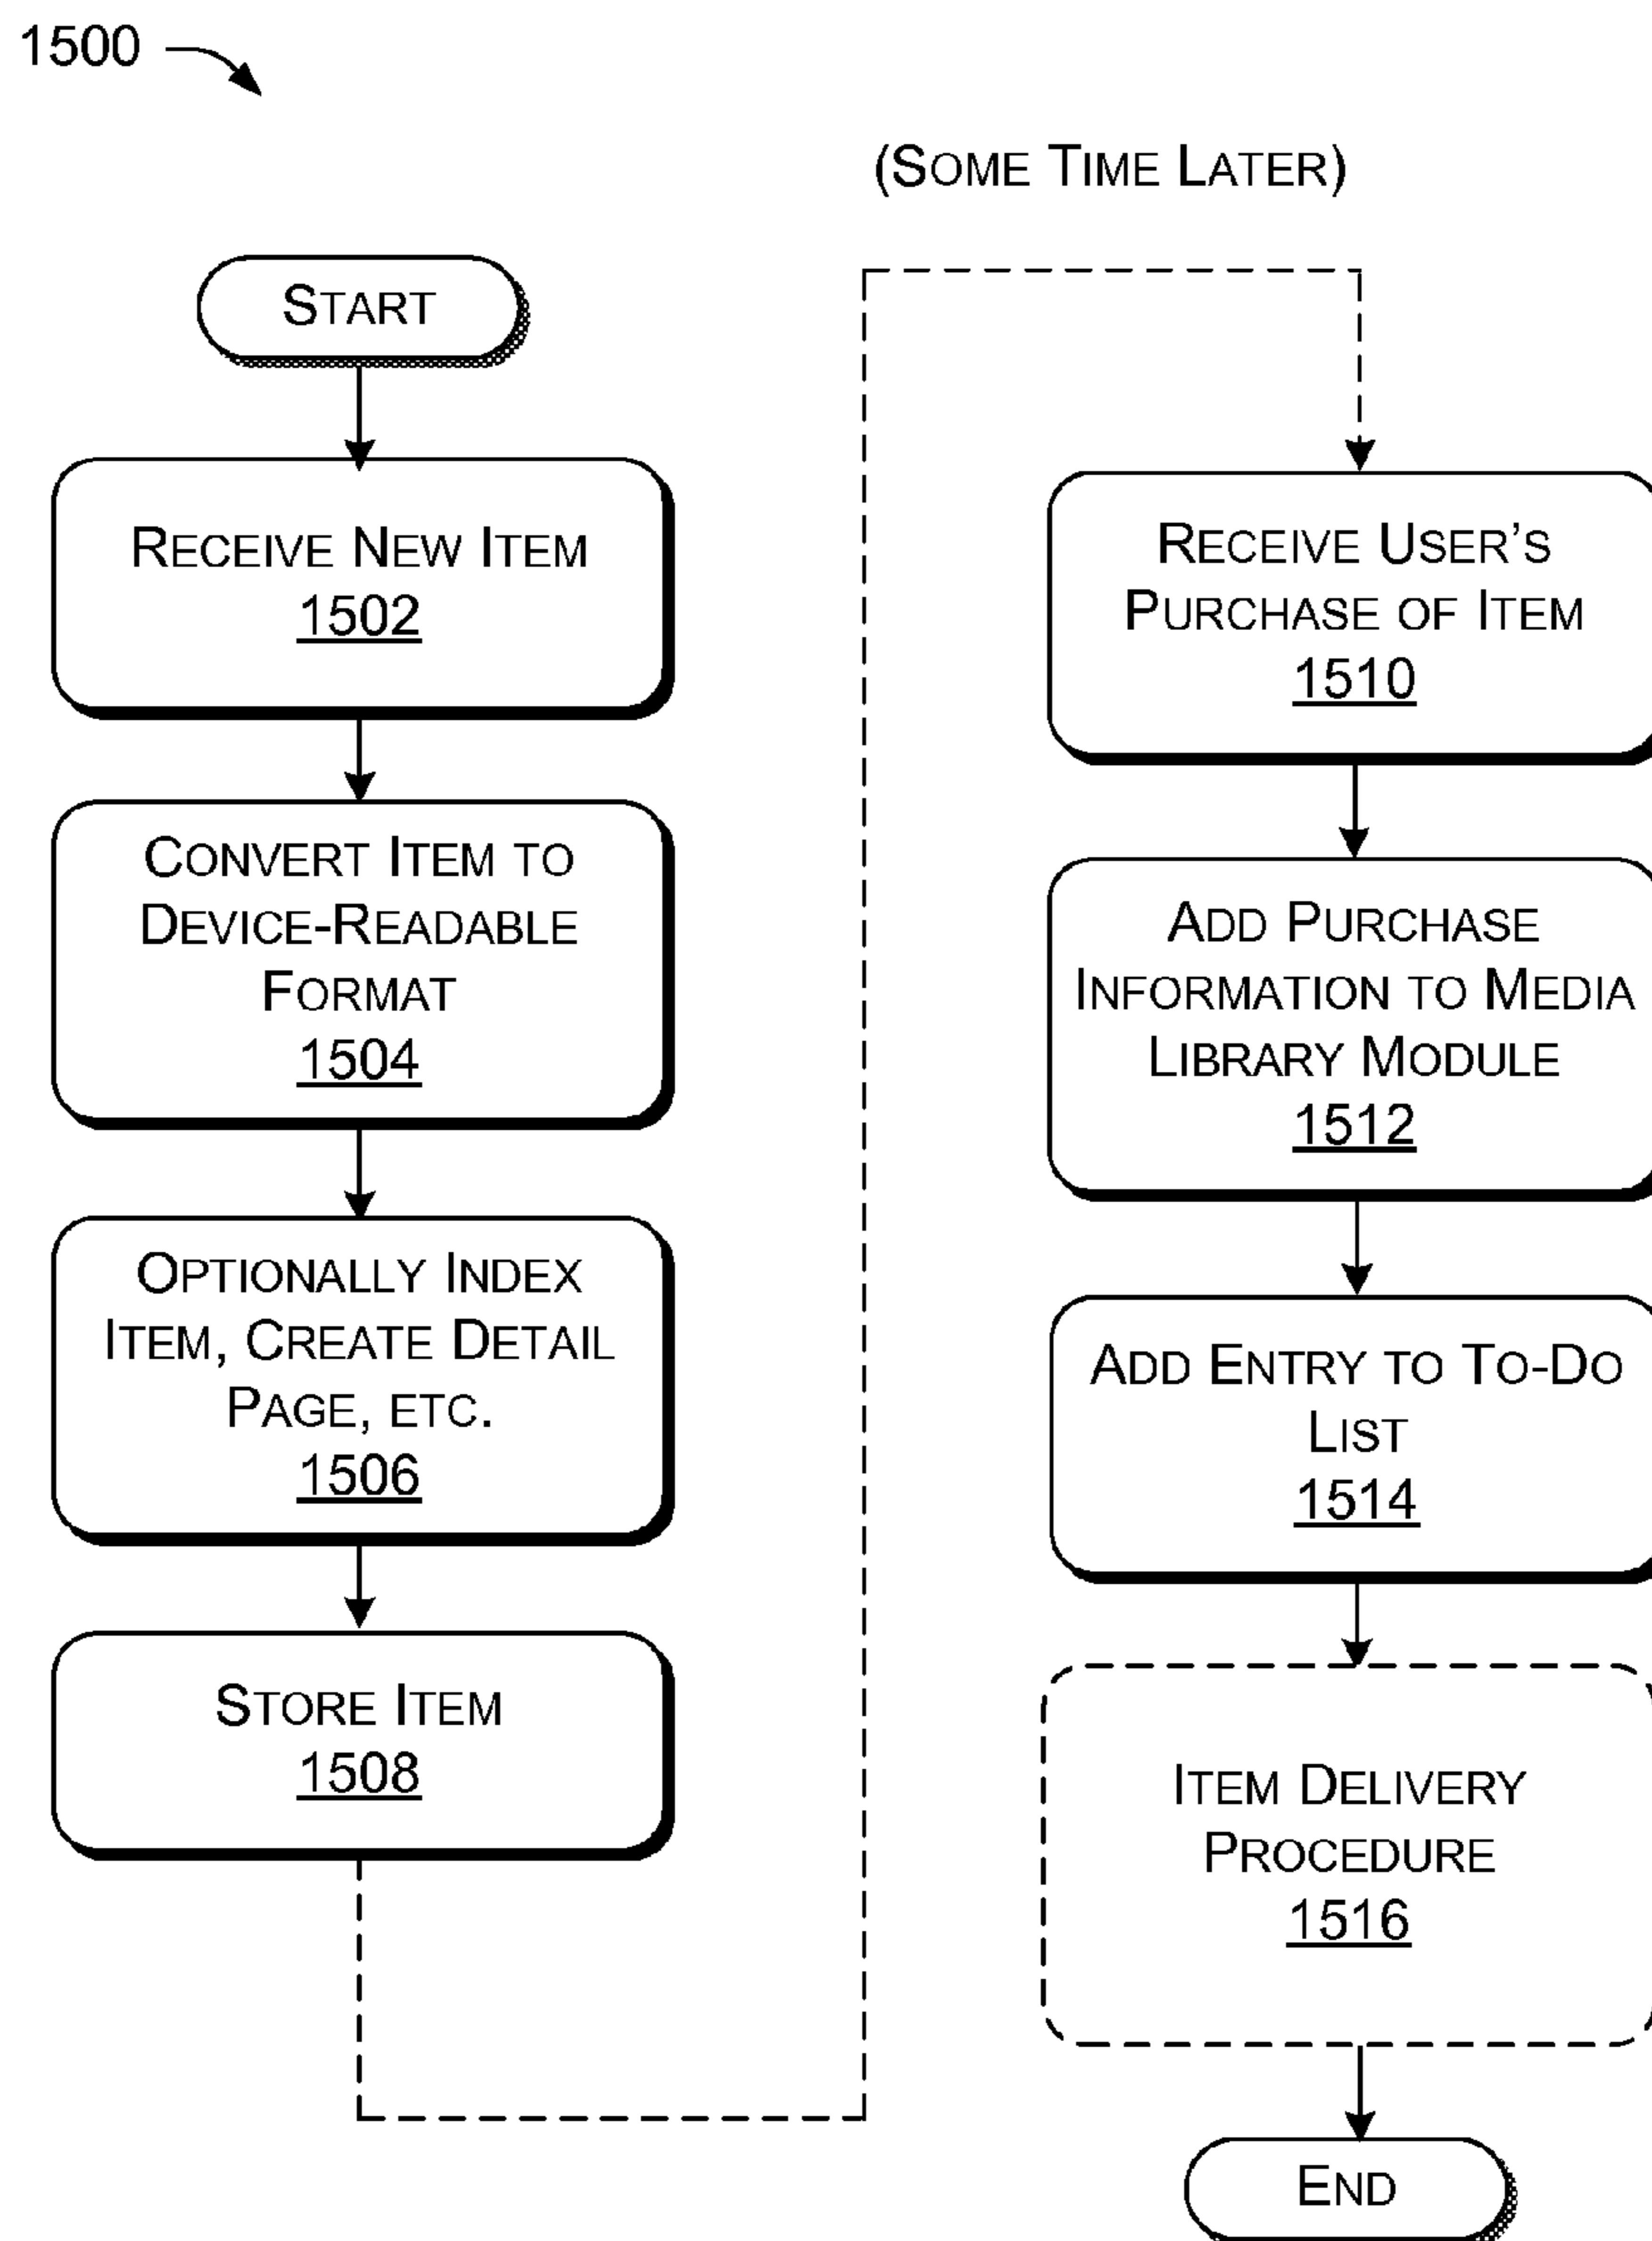 1500
(SOME TIME LATER)
START
RECEIVE NEW ITEM
1502
CONVERT ITEM TO
DEVICE-READABLE
FORMAT
1504
OPTIONALLY INDEX
ITEM, CREATE DETAIL
PAGE, ETC.
1506
STORE ITEM
1508
RECEIVE USER'S
PURCHASE OF ITEM
1510
ADD PURCHASE
INFORMATION TO MEDIA
LIBRARY MODULE
1512
ADD ENTRY TO TO-DO
LIST
1514
ITEM DELIVERY
PROCEDURE
1516
END